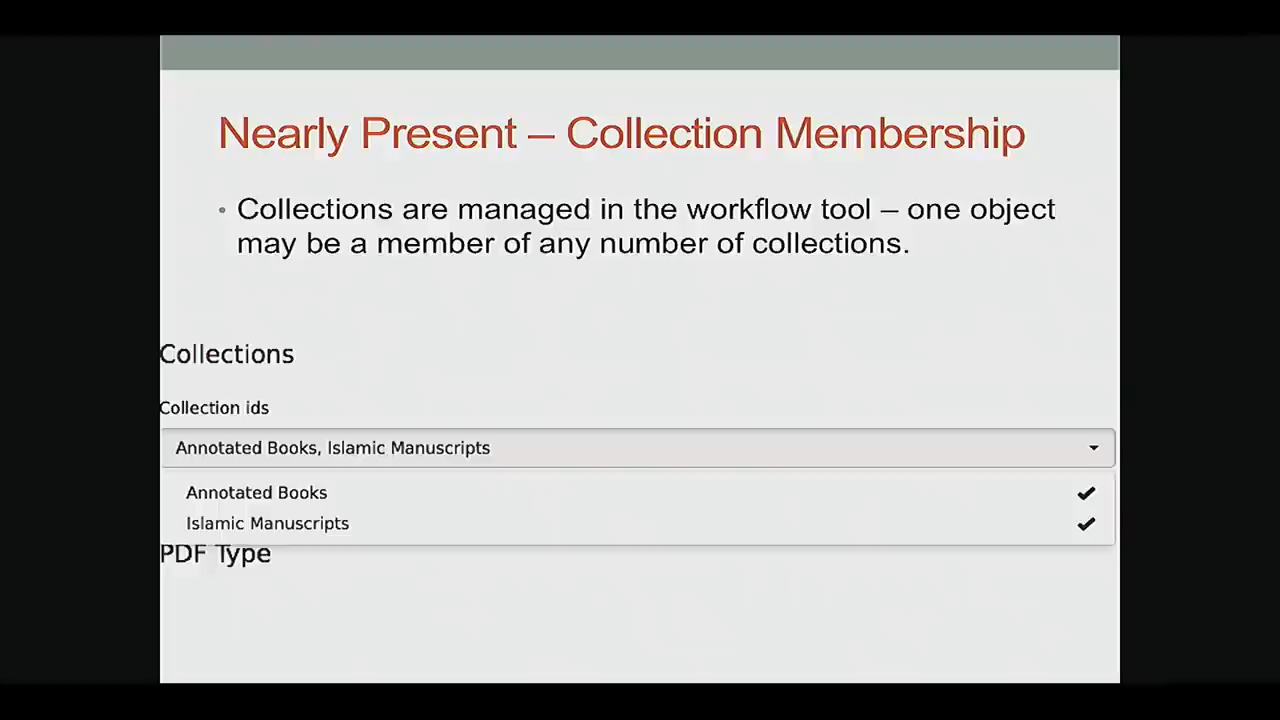 Nearly Present – Collection Membership
• Collections are managed in the workflow tool – one object
may be a member of any number of collections.
Collections
Collection ids
Annotated Books, Islamic Manuscripts
Annotated Books
Islamic Manuscripts
PDF Type